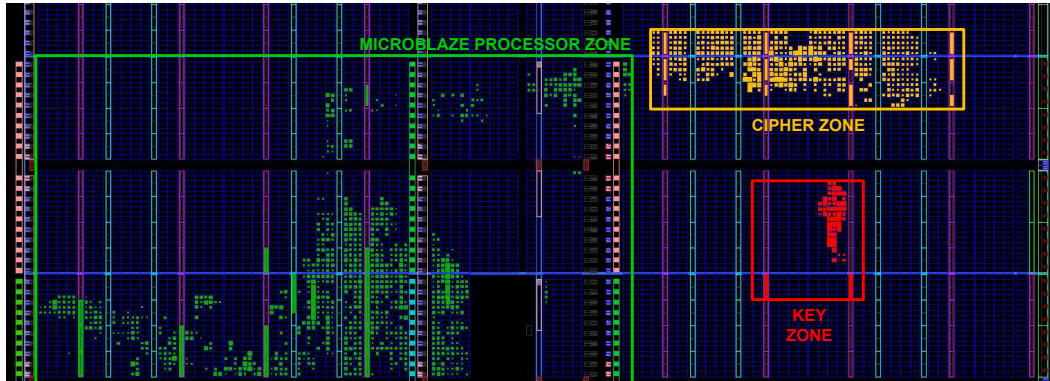 MICROBLAZE PROCESSOR ZONE
CIPHER ZONE
KEY
ZONE